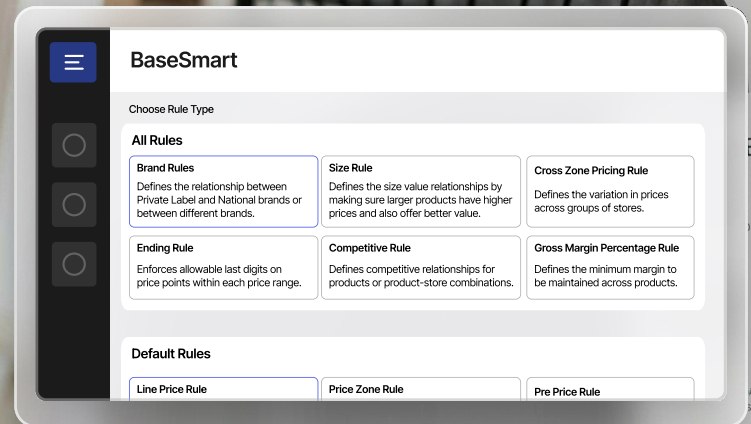 BaseSmart
Choose Rule Type
All Rules
Brand Rules
Defines the relationship between
Private Label and National brands or
between different brands.
Size Rule
Defines the size value relationships by
making sure larger products have higher
prices and also offer better value.
Cross Zone Pricing Rule
Defines the variation in prices
across groups of stores.
Ending Rule
Enforces allowable last digits on
price points within each price range.
Competitive Rule
Defines competitive relationships for
products or product-store combinations.
Gross Margin Percentage Rule
Defines the minimum margin to
be maintained across products.
Default Rules
Line Price Rule
Price Zone Rule
Pre Price Rule